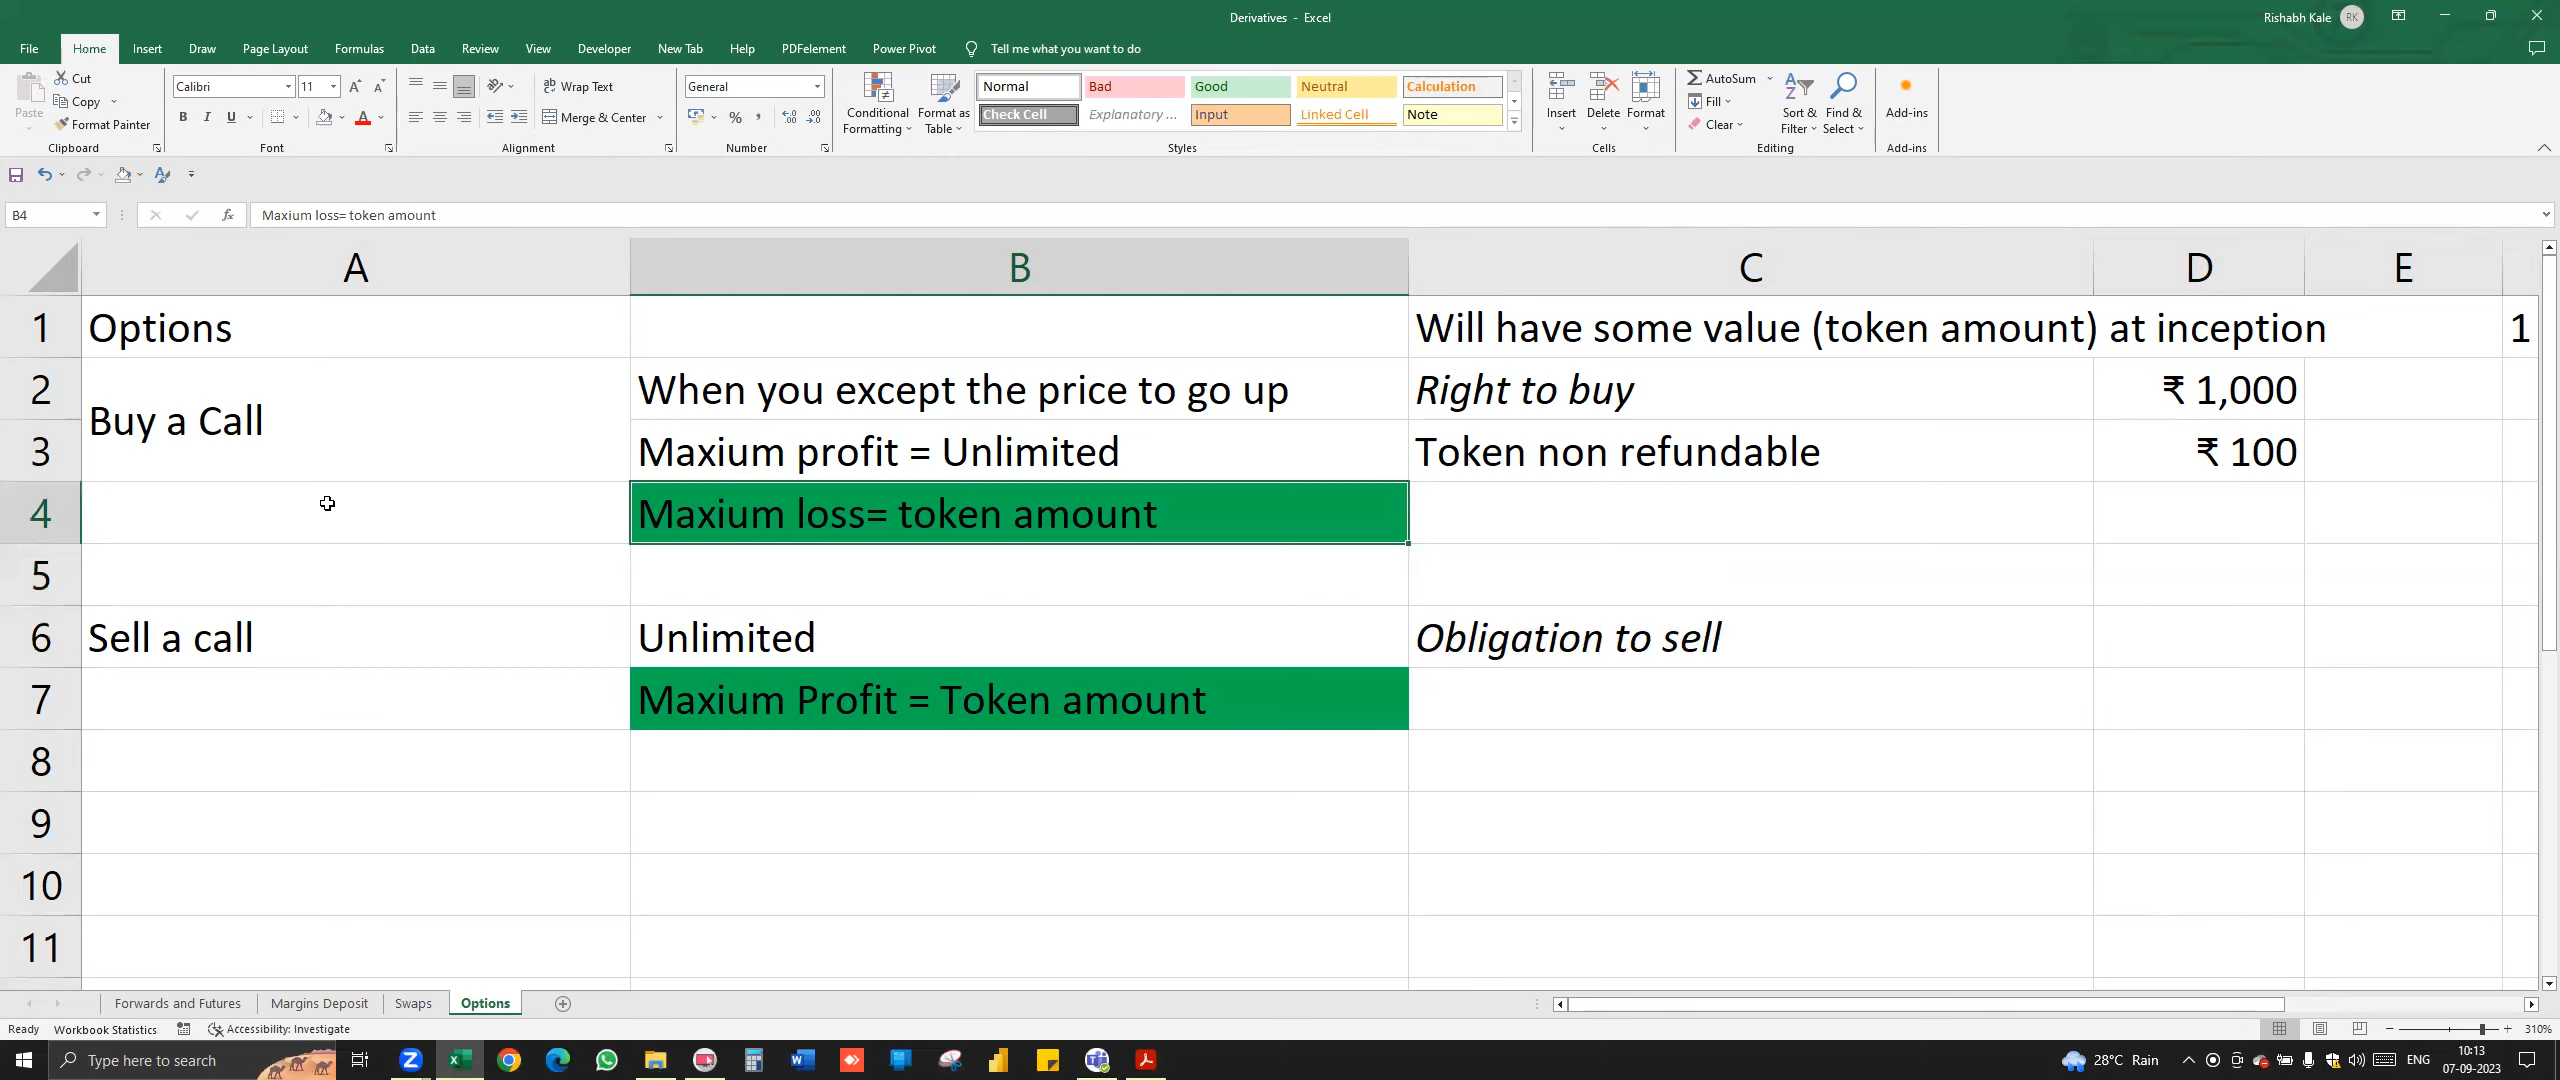 Derivatives - Excel
Rishabh Kale
RK
File Home Insert Draw Page Layout Formulas Data Review View Developer New Tab Help PDFelement Power Pivot Tell me what you want to do
Paste
Cut
Copy
Format Painter
Clipboard
Calibri 11
B I U
Font
Wrap Text
Merge & Center
Alignment
General
%
Number
Conditional Formatting
Format as Table
Normal Bad Good Neutral Calculation
Check Cell Explanatory ... Input Linked Cell Note
Styles
Insert Delete Format
Cells
AutoSum
Fill
Clear
Sort & Filter
Find & Select
Editing
Add-ins
Add-ins
B4 fx Maxium loss= token amount
A B C D E
1 Options Will have some value (token amount) at inception 1
2 When you except the price to go up Right to buy ₹ 1,000
Buy a Call
3 Maxium profit = Unlimited Token non refundable ₹ 100
4 Maxium loss= token amount
5
6 Sell a call Unlimited Obligation to sell
7 Maxium Profit = Token amount
8
9
10
11
Forwards and Futures Margins Deposit Swaps Options
Ready Workbook Statistics Accessibility: Investigate 310%
Type here to search
28°C Rain
ENG
10:13
07-09-2023